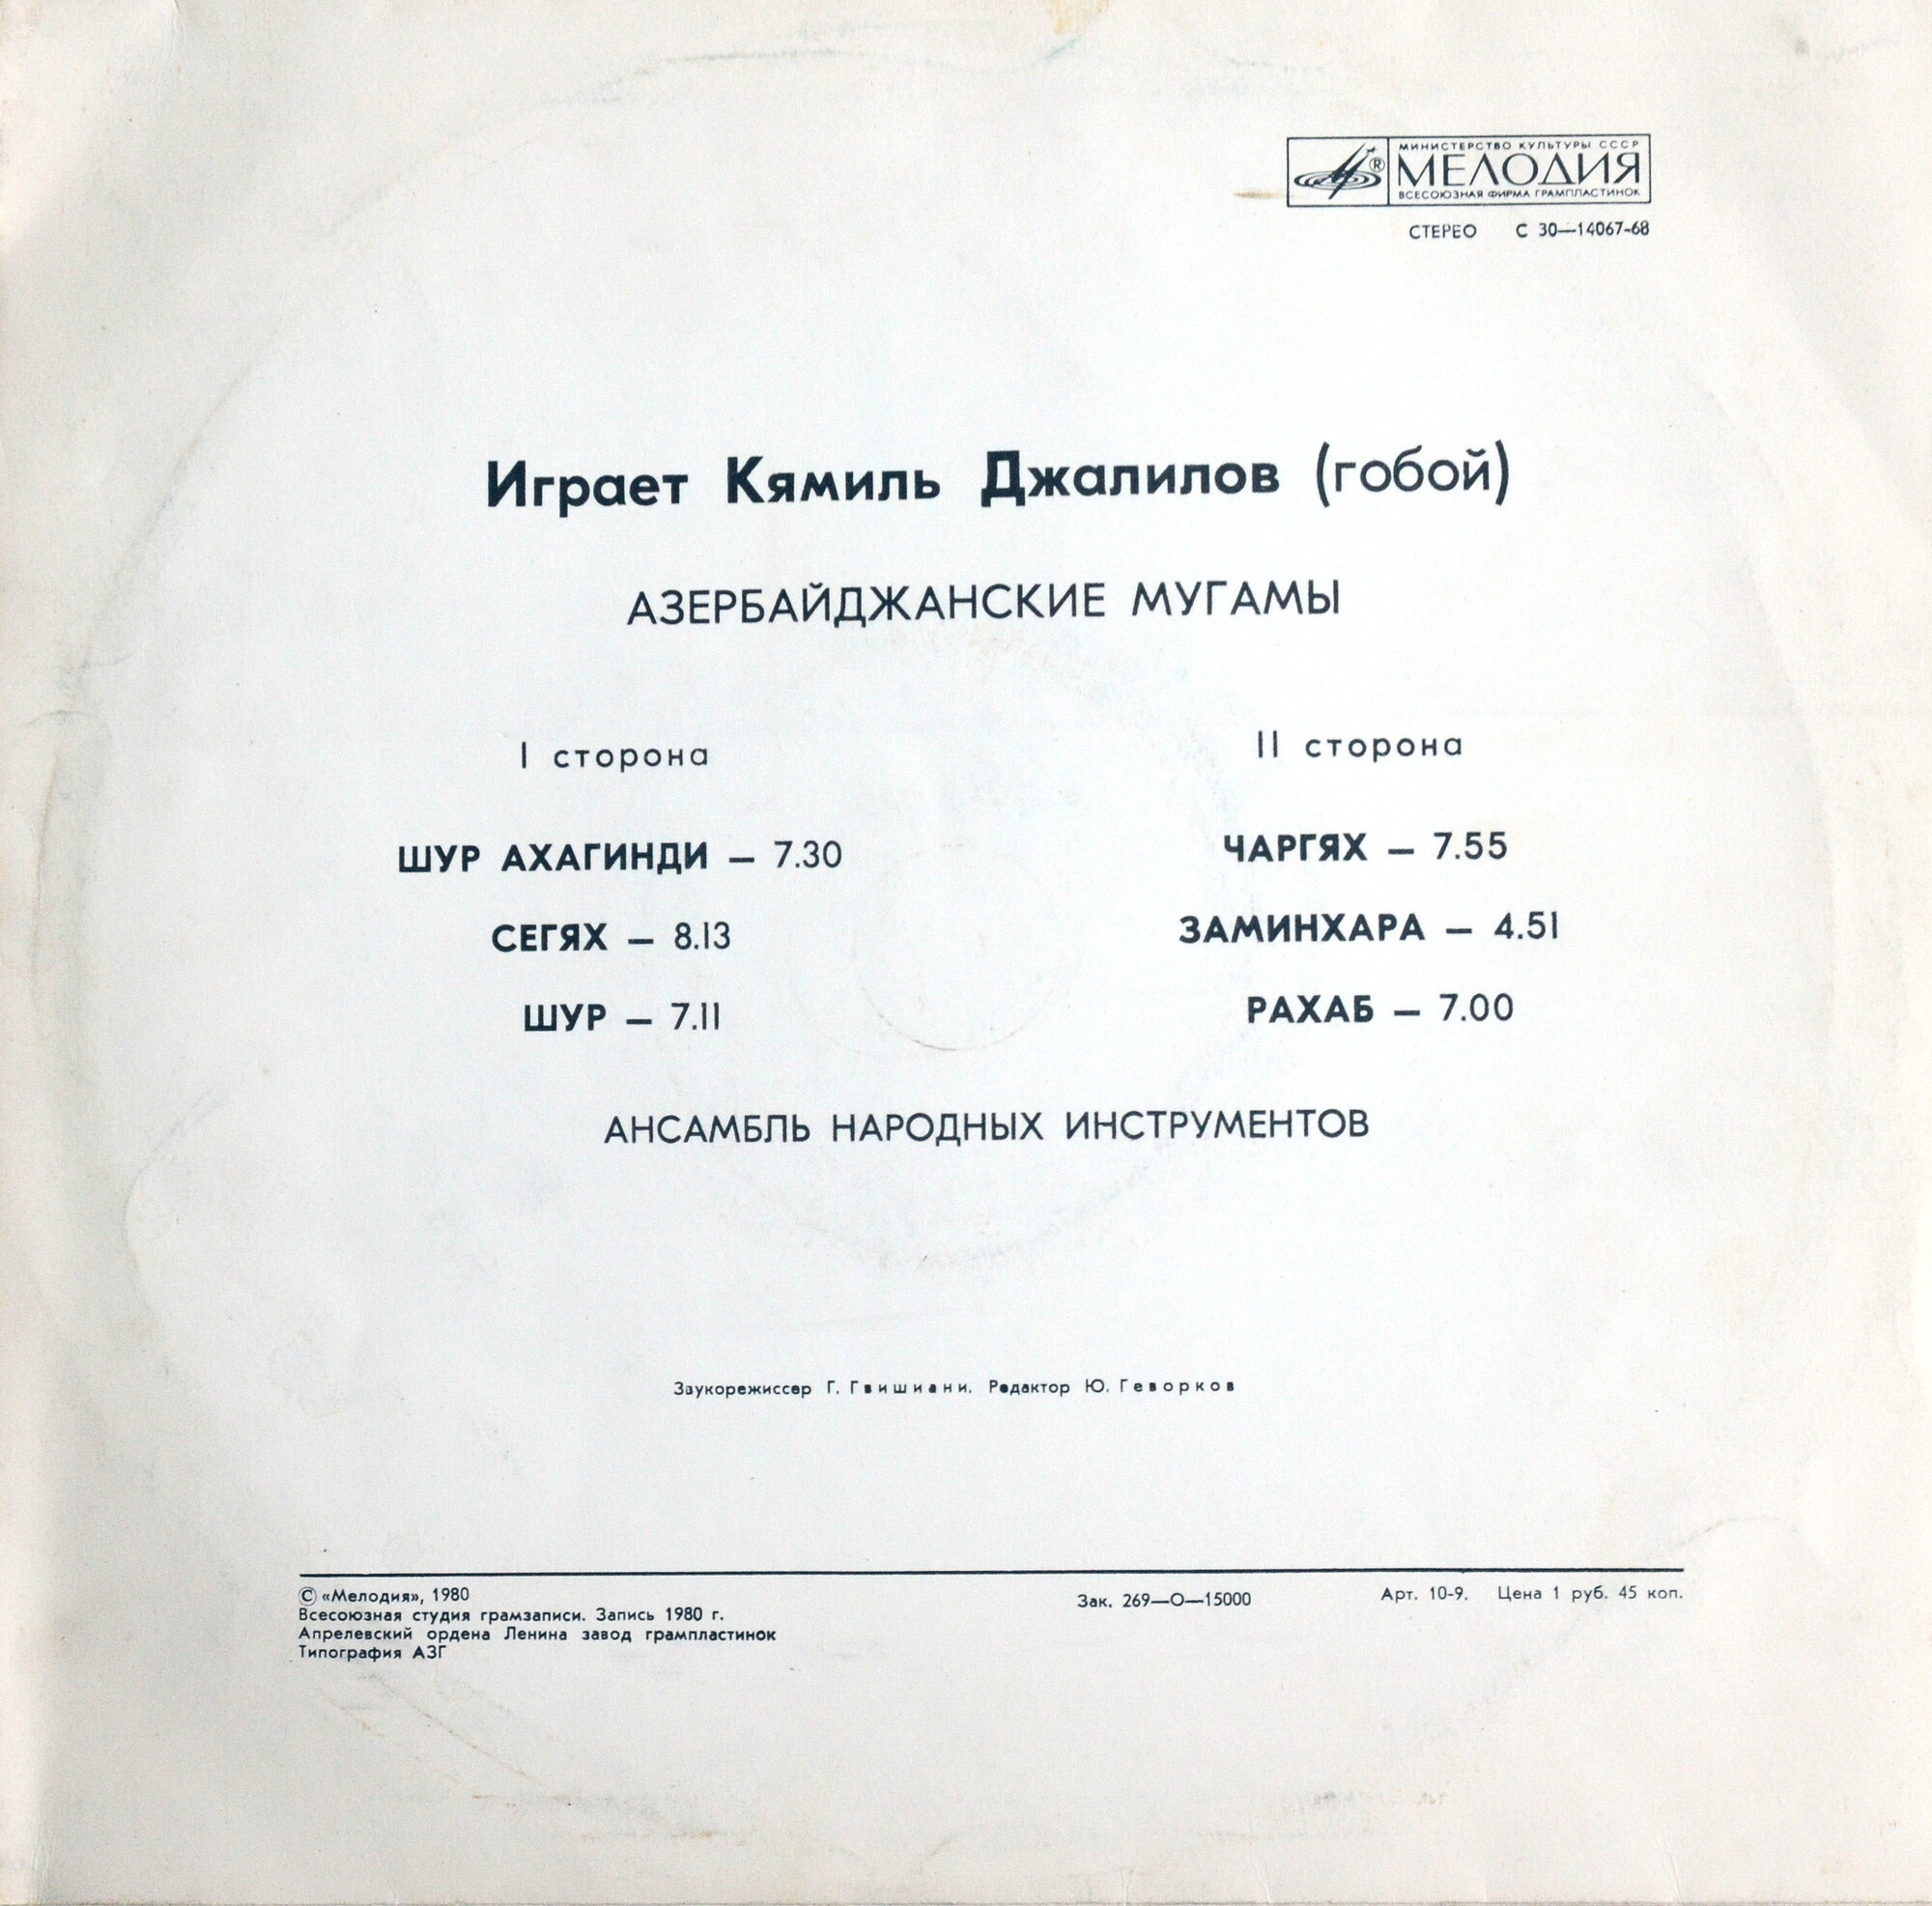 МИНИСТЕРСТВО КУЛЬТУРЫ СССР
МЕЛОДИЯ
ВСЕСОЮЗНАЯ ФИРМА ГРАМПЛАСТИНОК
СТЕРЕО С 30—14067-68
Играет Кямиль Джалилов (гобой)
АЗЕРБАЙДЖАНСКИЕ МУГАМЫ
I сторона
ШУР АХАГИНДИ — 7.30
СЕГЯХ — 8.13
ШУР — 7.11
II сторона
ЧАРГЯХ — 7.55
ЗАМИНХАРА — 4.51
РАХАБ — 7.00
АНСАМБЛЬ НАРОДНЫХ ИНСТРУМЕНТОВ
Звукорежиссер Г. Гвишиани. Редактор Ю. Геворков
© «Мелодия», 1980
Всесоюзная студия грамзаписи. Запись 1980 г.
Апрелевский ордена Ленина завод грампластинок
Типография АЗГ
Зак. 269—О—15000
Арт. 10-9. Цена 1 руб. 45 коп.